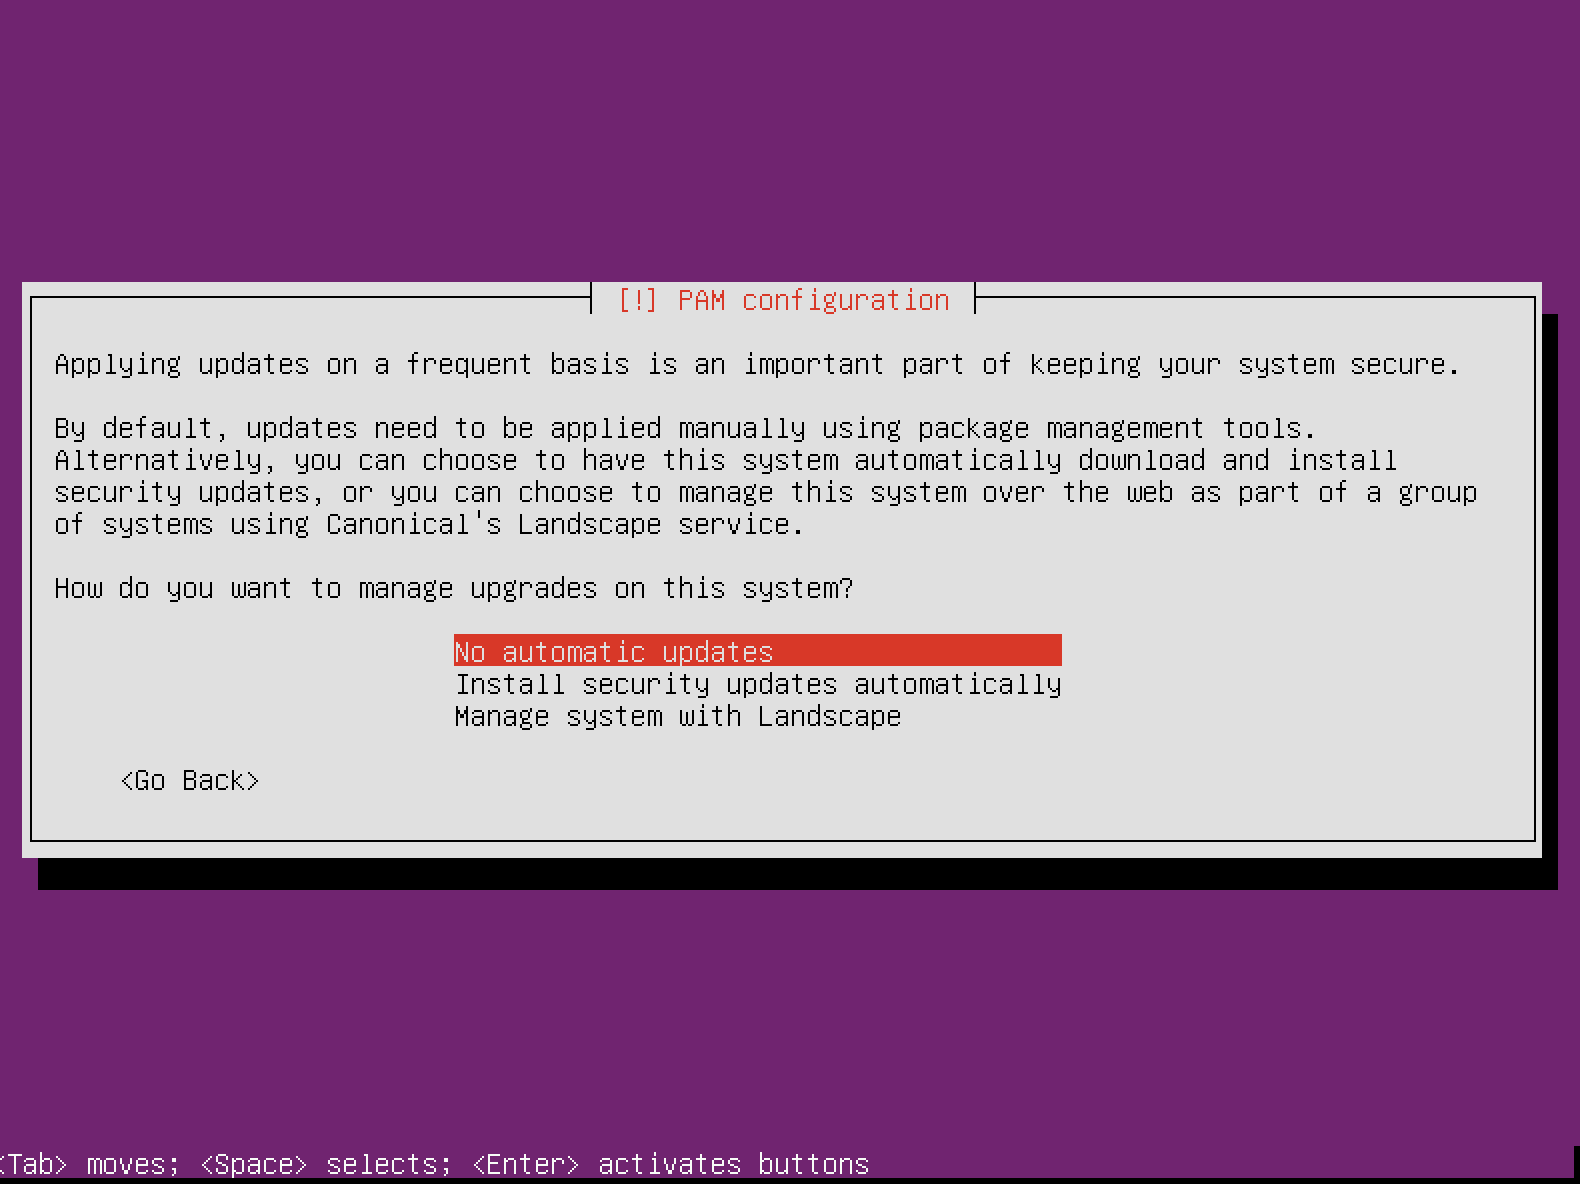 [!] PAM configuration
Applying updates on a frequent basis is an important part of keeping your system secure.
By default, updates need to be applied manually using package management tools.
Alternatively, you can choose to have this system automatically download and install
security updates, or you can choose to manage this system over the web as part of a group
of systems using Canonical's Landscape service.
How do you want to manage upgrades on this system?
No automatic updates
Install security updates automatically
Manage system with Landscape
<Go Back>
<Tab> moves; <Space> selects; <Enter> activates buttons